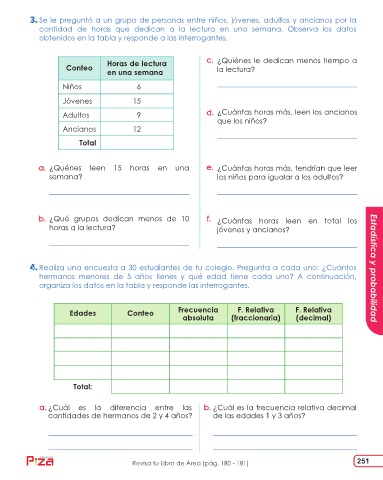 3. Se le preguntó a un grupo de personas entre niños, jóvenes, adultos y ancianos por la
cantidad de horas que dedican a la lectura en una semana. Observa los datos
obtenidos en la tabla y responde a las interrogantes.
Conteo
Horas de lectura
en una semana
Niños 6
Jóvenes 15
Adultos 9
Ancianos 12
Total
a. ¿Quénes leen 15 horas en una
semana?
b. ¿Qué grupos dedican menos de 10
horas a la lectura?
c. ¿Quiénes le dedican menos tiempo a
la lectura?
d. ¿Cuántas horas más, leen los ancianos
que los niños?
e. ¿Cuántas horas más, tendrían que leer
los niños para igualar a los adultos?
f. ¿Cuántas horas leen en total los
jóvenes y ancianos?
4. Realiza una encuesta a 30 estudiantes de tu colegio. Pregunta a cada uno: ¿Cuántos
hermanos menores de 5 años tienes y qué edad tiene cada uno? A continuación,
organiza los datos en la tabla y responde las interrogantes.
Edades Conteo Frecuencia absoluta F. Relativa (fraccionaria) F. Relativa (decimal)
Total:
a. ¿Cuál es la diferencia entre las
cantidades de hermanos de 2 y 4 años?
b. ¿Cuál es la frecuencia relativa decimal
de las edades 1 y 3 años?
Estadística y probabilidad
Revisa tu Libro de Área (pág. 180 - 181)
251